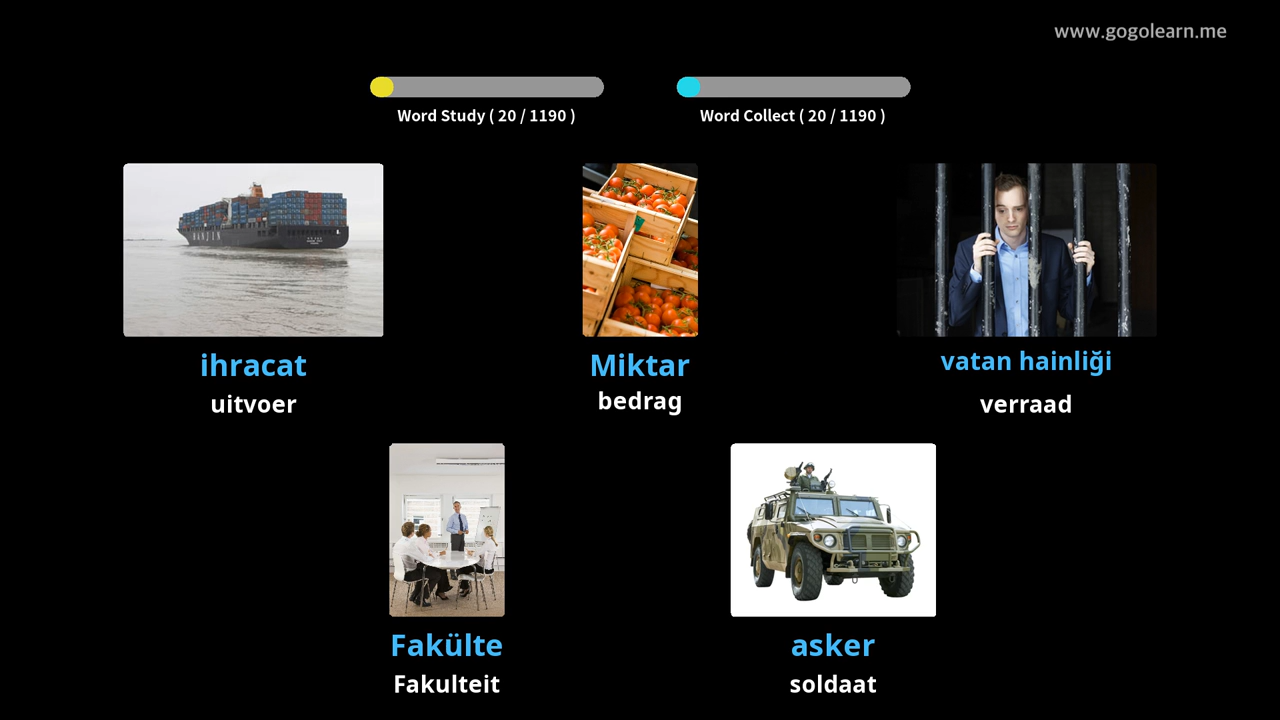 www.gogolearn.me
Word Study ( 20 / 1190 )
Word Collect ( 20 / 1190 )
HANJIN
ihracat
uitvoer
Miktar
bedrag
vatan hainliği
verraad
Fakülte
Fakulteit
asker
soldaat